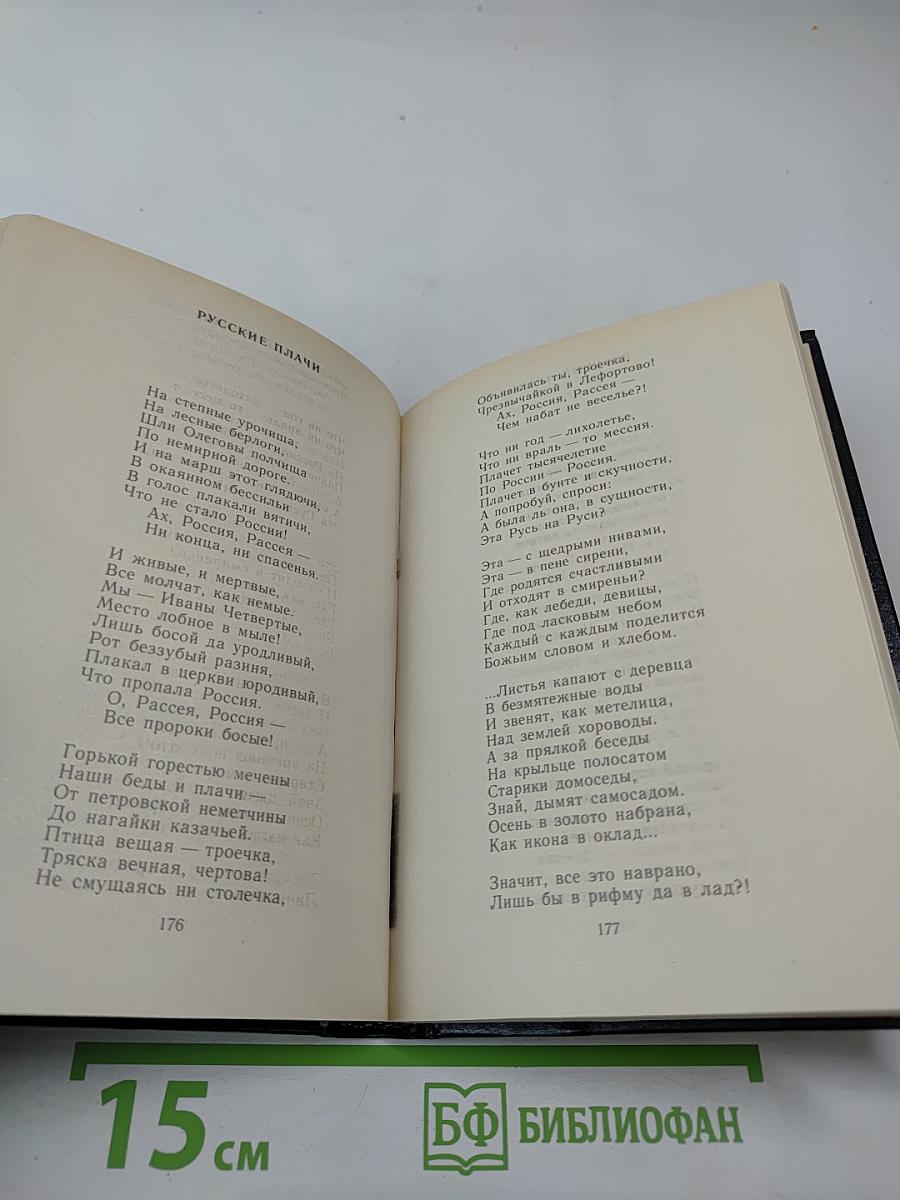 РУССКИЕ ПЛАЧИ
На степные урочища,
На лесные берлоги,
Шли Олеговы полчища
По немирной дороге.
И на марш этот глядючи,
В окаянном бессильи
В голос плакали вятичи,
Что не стало России!
Ах, Россия, Рассея —
Ни конца, ни спасенья.
И живые, и мертвые,
Все молчат, как немые.
Мы — Иваны Четвертые,
Место лобное в мыле!
Лишь босой да уродливый,
Рот беззубый разиня,
Плакал в церкви юродивый,
Что пропала Россия.
О, Рассея, Россия —
Все пророки босые!
Горькой горестью мечены
Наши беды и плачи —
От петровской неметчины
До нагайки казачьей.
Птица вещая — троечка,
Тряска вечная, чертова!
Не смущаясь ни столечка,
176
Объявилась ты, троечка,
Чрезвычайкой в Лефортово!
Ах, Россия, Рассея —
Чем набат не веселье?!
Что ни год — лихолетье,
Что ни враль — то мессия.
Плачет тысячелетие
По России — Россия.
Плачет в бунте и скучности,
А попробуй, спроси:
А была ль она, в сущности,
Эта Русь на Руси?
Эта — с щедрыми нивами,
Эта — в пене сирени,
Где родятся счастливыми
И отходят в смиреньи?
Где, как лебеди, девицы,
Где под ласковым небом
Каждый с каждым поделится
Божьим словом и хлебом.
...Листья капают с деревца
В безмятежные воды
И звенят, как метелица,
Над землей хороводы.
А за прялкой беседы
На крыльце полосатом
Старики домоседы,
Знай, дымят самосадом.
Осень в золото набрана,
Как икона в оклад...
Значит, все это наврано,
Лишь бы в рифму да в лад?!
177
15 см
БФ БИБЛИОФАН